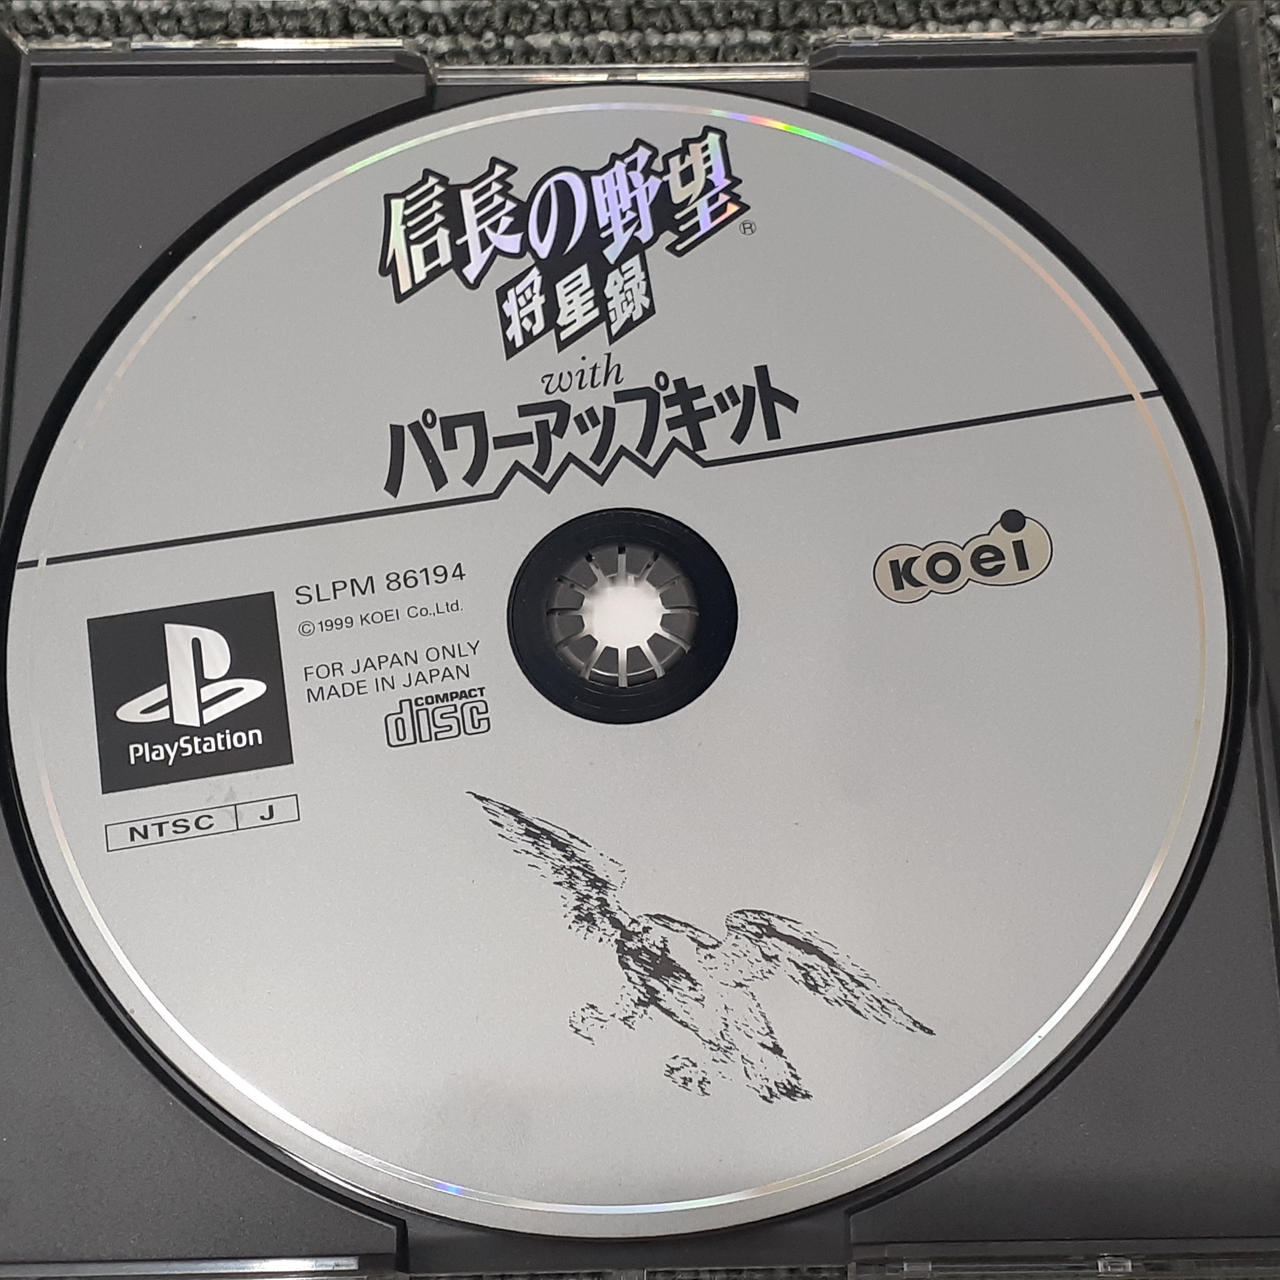 信長の野望®
将星録
with
パワーアップキット
KOEI
SLPM 86194
©1999 KOEI Co.,Ltd.
FOR JAPAN ONLY
MADE IN JAPAN
COMPACT
disc
PlayStation
NTSC J